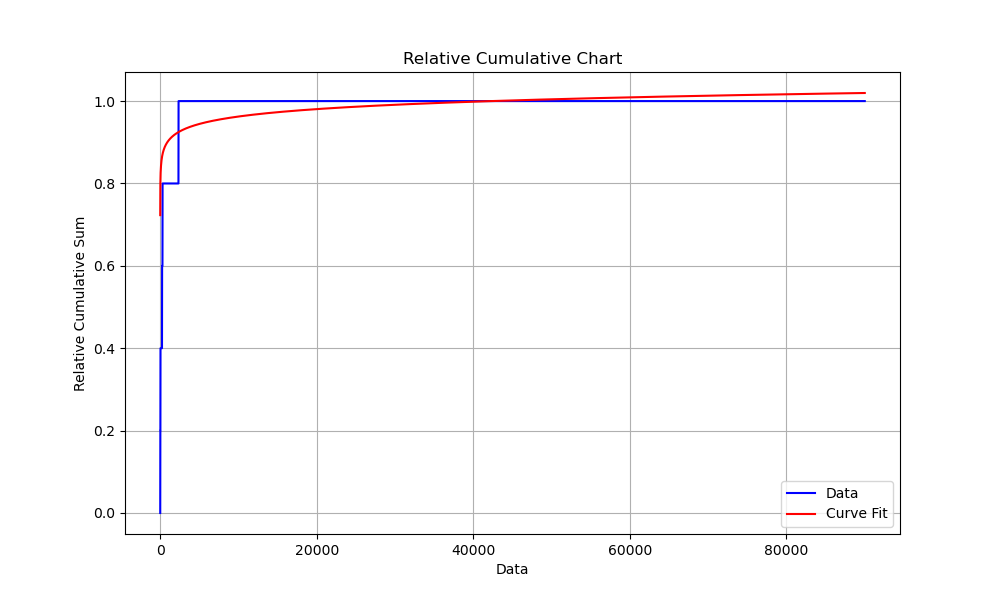 Relative Cumulative Chart
Relative Cumulative Sum
1.0
0.8
0.6
0.4
0.2
0.0
0 20000 40000 60000 80000
Data
Data
Curve Fit